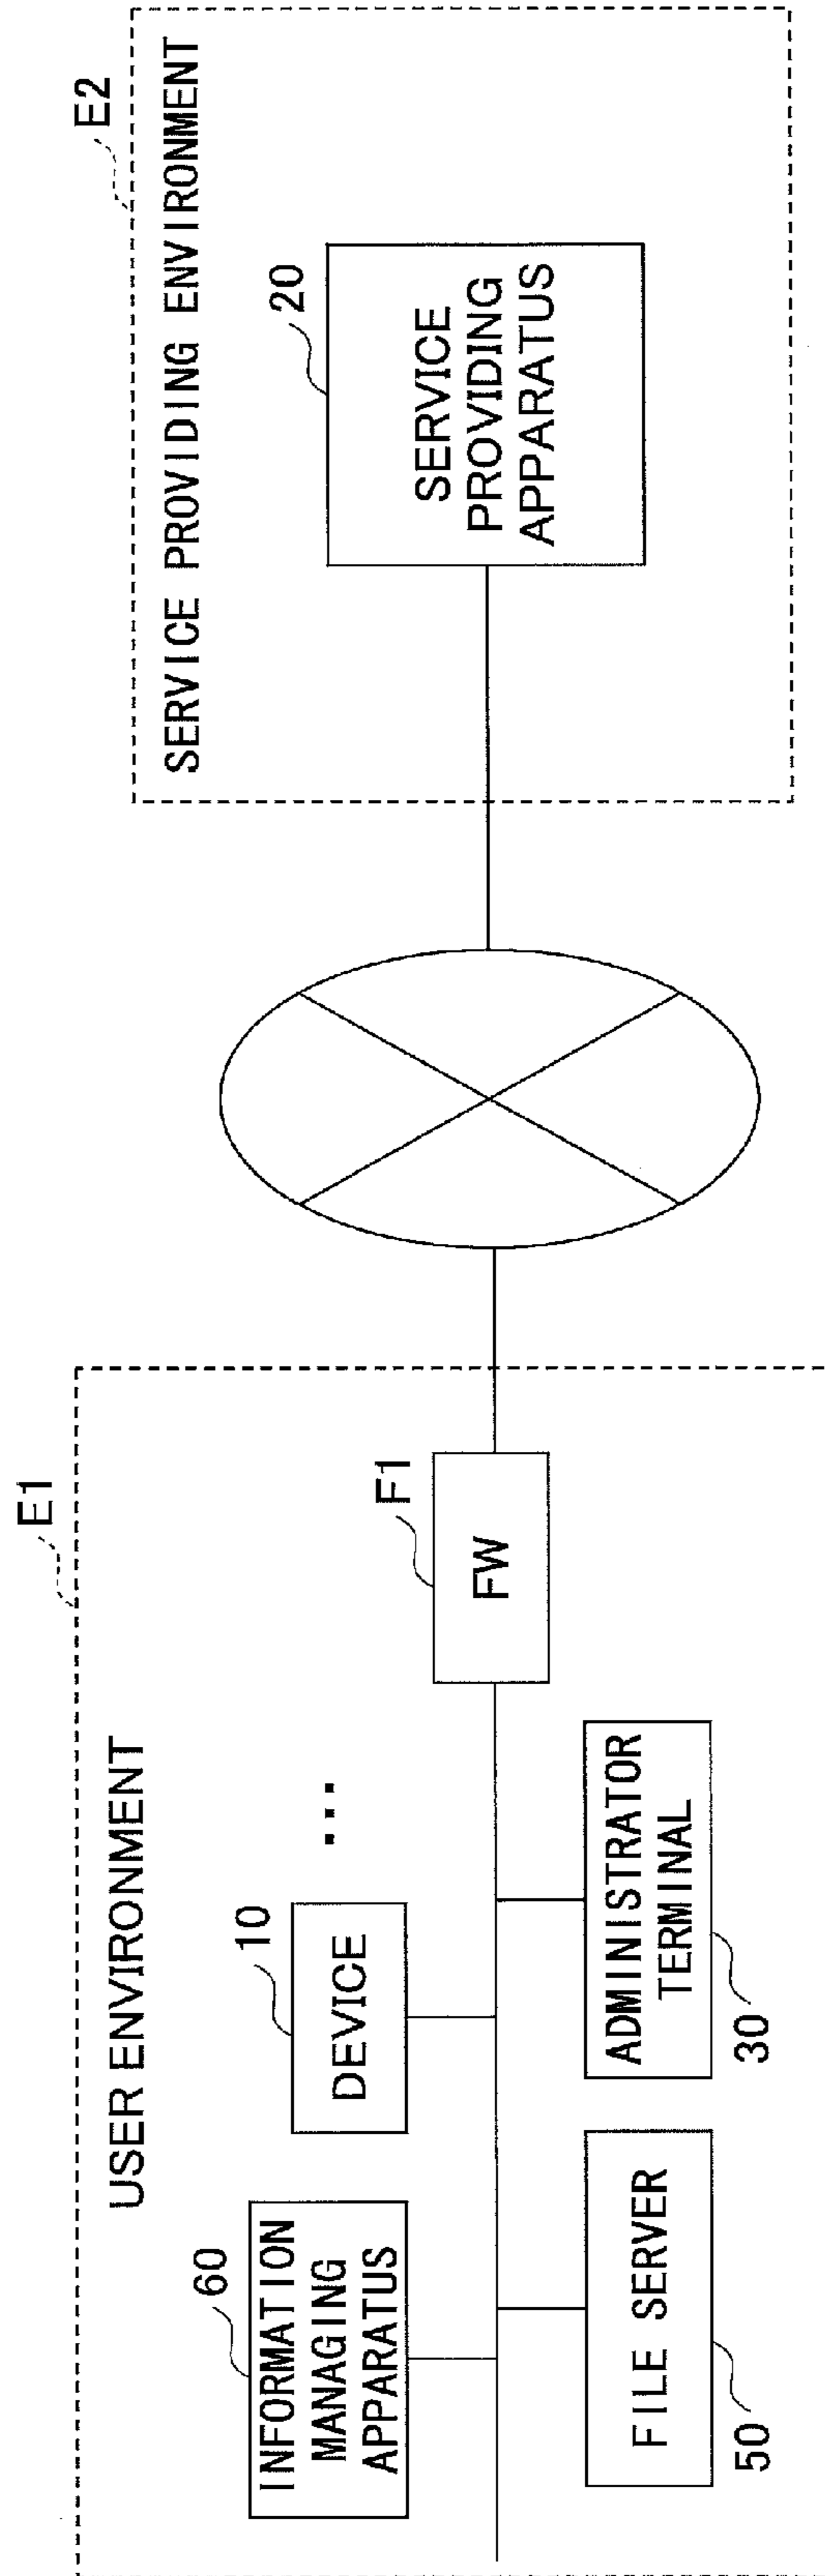 E1
USER ENVIRONMENT
60
INFORMATION
MANAGING
APPARATUS
10
DEVICE
...
F1
FW
FILE SERVER
50
ADMINISTRATOR
TERMINAL
30
E2
SERVICE PROVIDING ENVIRONMENT
20
SERVICE
PROVIDING
APPARATUS